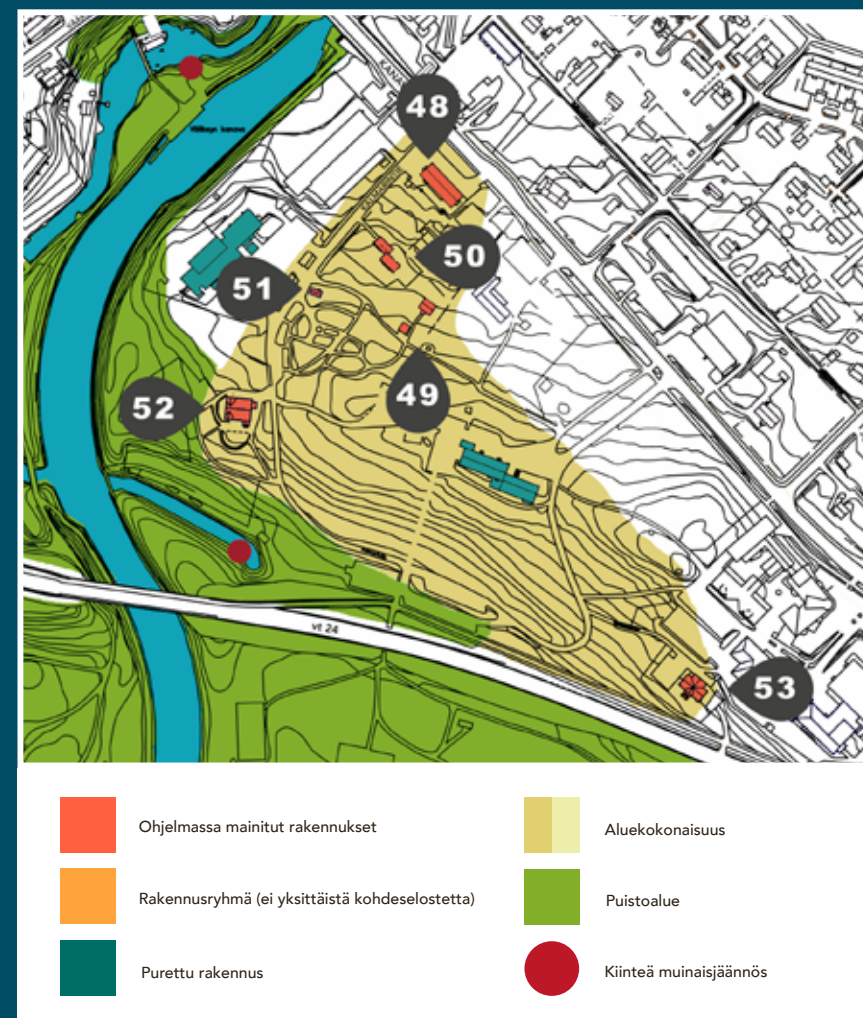 48
50
51
49
52
vt 24
53
Ohjelmassa mainitut rakennukset
Aluekokonaisuus
Rakennusryhmä (ei yksittäistä kohdeselostetta)
Puistoalue
Purettu rakennus
Kiinteä muinaisjäännös